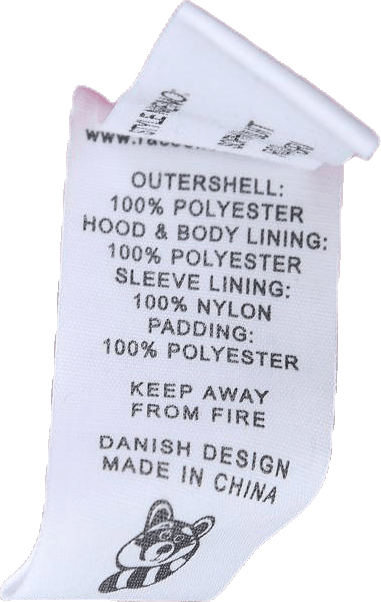 OUTERSHELL:
100% POLYESTER
HOOD & BODY LINING:
100% POLYESTER
SLEEVE LINING:
100% NYLON
PADDING:
100% POLYESTER
KEEP AWAY
FROM FIRE
DANISH DESIGN
MADE IN CHINA